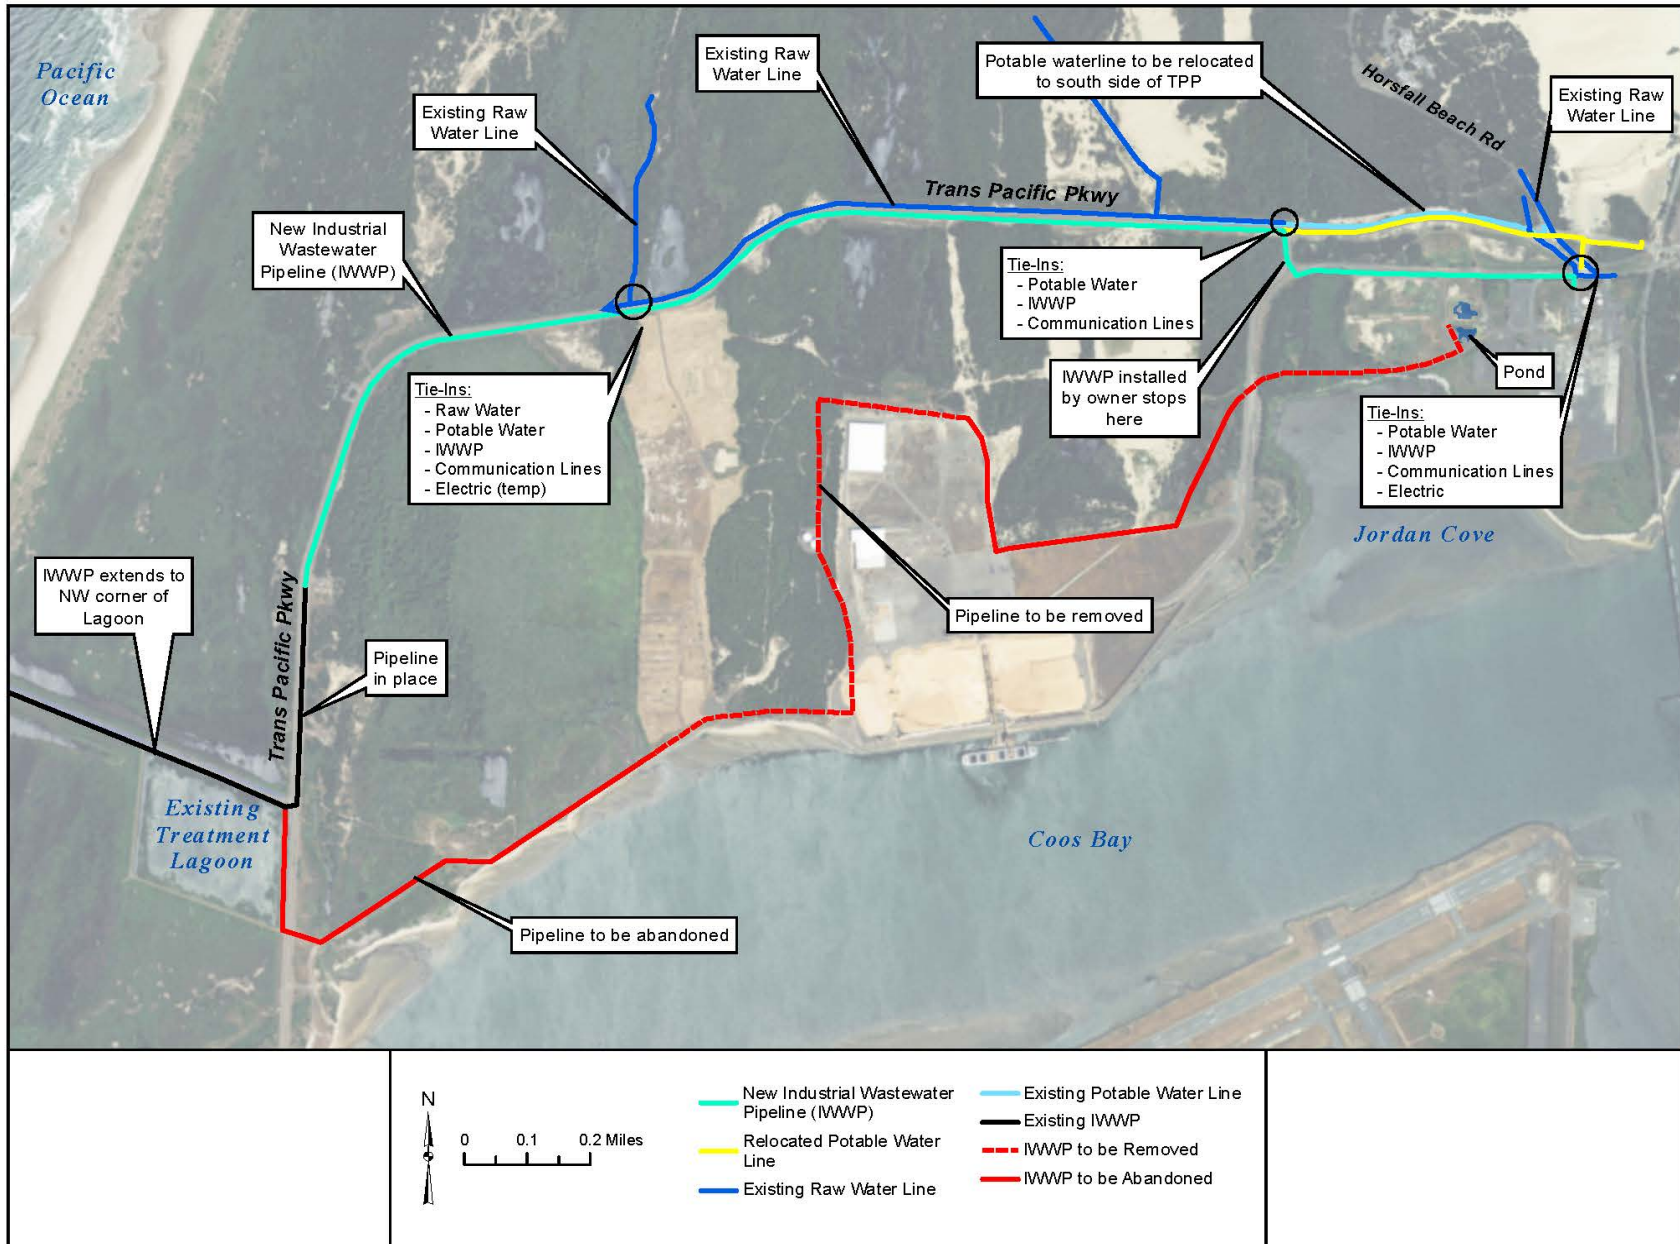 Pacific
Ocean
Existing Raw
Water Line
Existing Raw
Water Line
Potable waterline to be relocated
to south side of TPP
Horsfall Beach Rd
Existing Raw
Water Line
Trans Pacific Pkwy
New Industrial
Wastewater
Pipeline (IWWP)
Tie-Ins:
- Potable Water
- IWWP
- Communication Lines
IWWP installed
by owner stops
here
Pond
Tie-Ins:
- Raw Water
- Potable Water
- IWWP
- Communication Lines
- Electric (temp)
Tie-Ins:
- Potable Water
- IWWP
- Communication Lines
- Electric
Jordan Cove
IWWP extends to
NW corner of
Lagoon
Trans Pacific Pkwy
Pipeline
in place
Pipeline to be removed
Existing
Treatment
Lagoon
Coos Bay
Pipeline to be abandoned
N
0 0.1 0.2 Miles
New Industrial Wastewater
Pipeline (IWWP)
Relocated Potable Water
Line
Existing Raw Water Line
Existing Potable Water Line
Existing IWWP
IWWP to be Removed
IWWP to be Abandoned